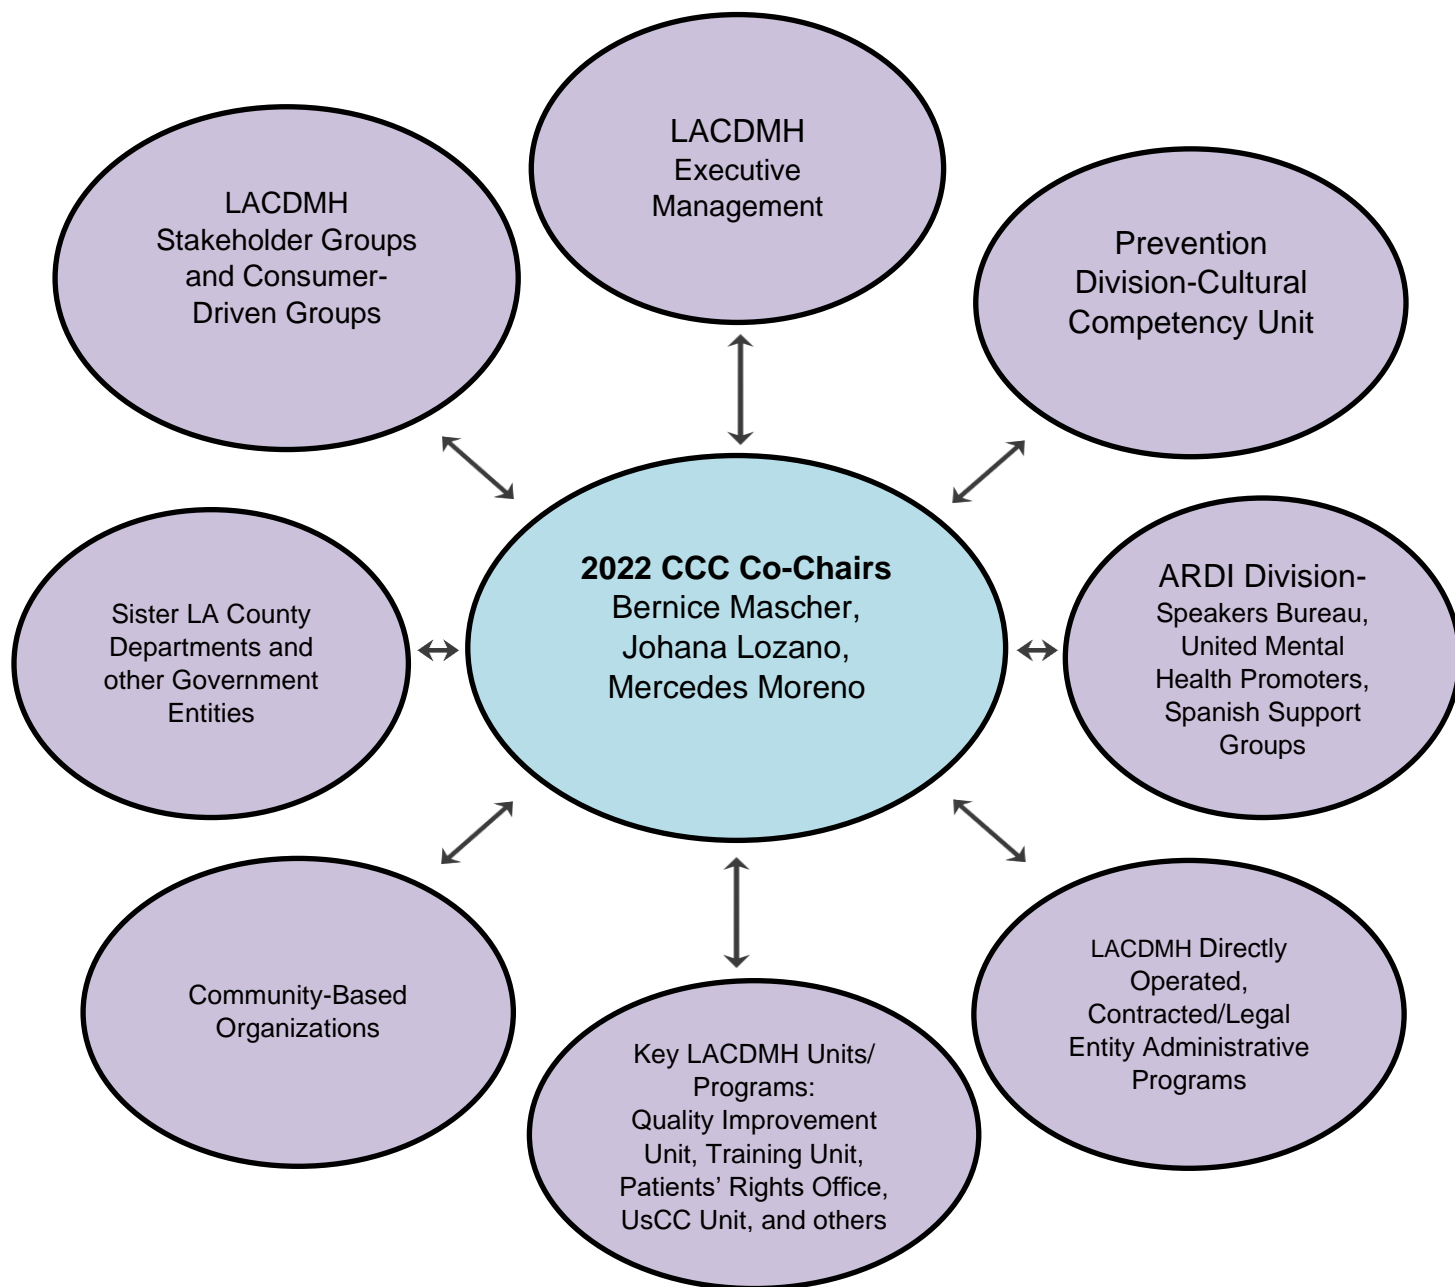 LACDMH
Executive
Management
LACDMH
Stakeholder Groups
and Consumer-
Driven Groups
Prevention
Division-Cultural
Competency Unit
2022 CCC Co-Chairs
Bernice Mascher,
Johana Lozano,
Mercedes Moreno
Sister LA County
Departments and
other Government
Entities
ARDI Division-
Speakers Bureau,
United Mental
Health Promoters,
Spanish Support
Groups
Community-Based
Organizations
Key LACDMH Units/
Programs:
Quality Improvement
Unit, Training Unit,
Patients’ Rights Office,
UsCC Unit, and others
LACDMH Directly
Operated,
Contracted/Legal
Entity Administrative
Programs